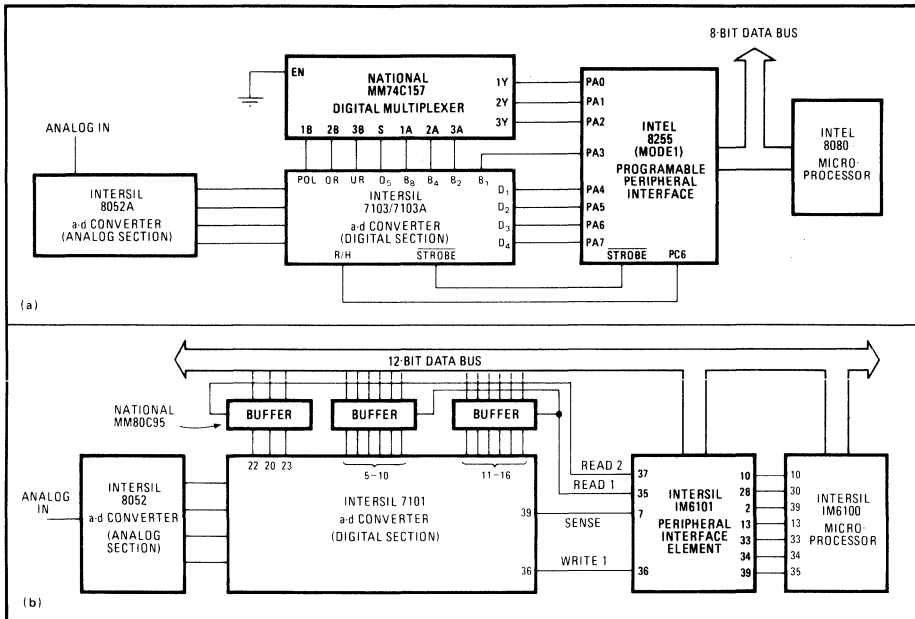 (a)
8-BIT DATA BUS
ANALOG IN
EN
NATIONAL
MM74C157
DIGITAL MULTIPLEXER
1Y
2Y
3Y
1B 2B 3B S 1A 2A 3A
PA0
PA1
PA2
PA3
PA4
PA5
PA6
PA7
INTEL
8255
(MODE1)
PROGRAMABLE
PERIPHERAL
INTERFACE
STROBE PC6
INTEL
8080
MICRO-
PROCESSOR
INTERSIL
8052A
a-d CONVERTER
(ANALOG SECTION)
POL OR UR D5 B8 B4 B2 B1
INTERSIL
7103/7103A
a-d CONVERTER
(DIGITAL SECTION)
D1
D2
D3
D4
R/H STROBE
(b)
12-BIT DATA BUS
NATIONAL
MM80C95
BUFFER
BUFFER
BUFFER
22 20 23
5–10
11–16
ANALOG
IN
INTERSIL
8052
a-d CONVERTER
(ANALOG
SECTION)
INTERSIL 7101
a-d CONVERTER
(DIGITAL SECTION)
39
36
READ 2
READ 1
SENSE
WRITE 1
37
35
7
36
INTERSIL
IM6101
PERIPHERAL
INTERFACE
ELEMENT
10
28
2
13
33
34
39
10
30
39
13
33
34
35
INTERSIL
IM6100
MICRO-
PROCESSOR